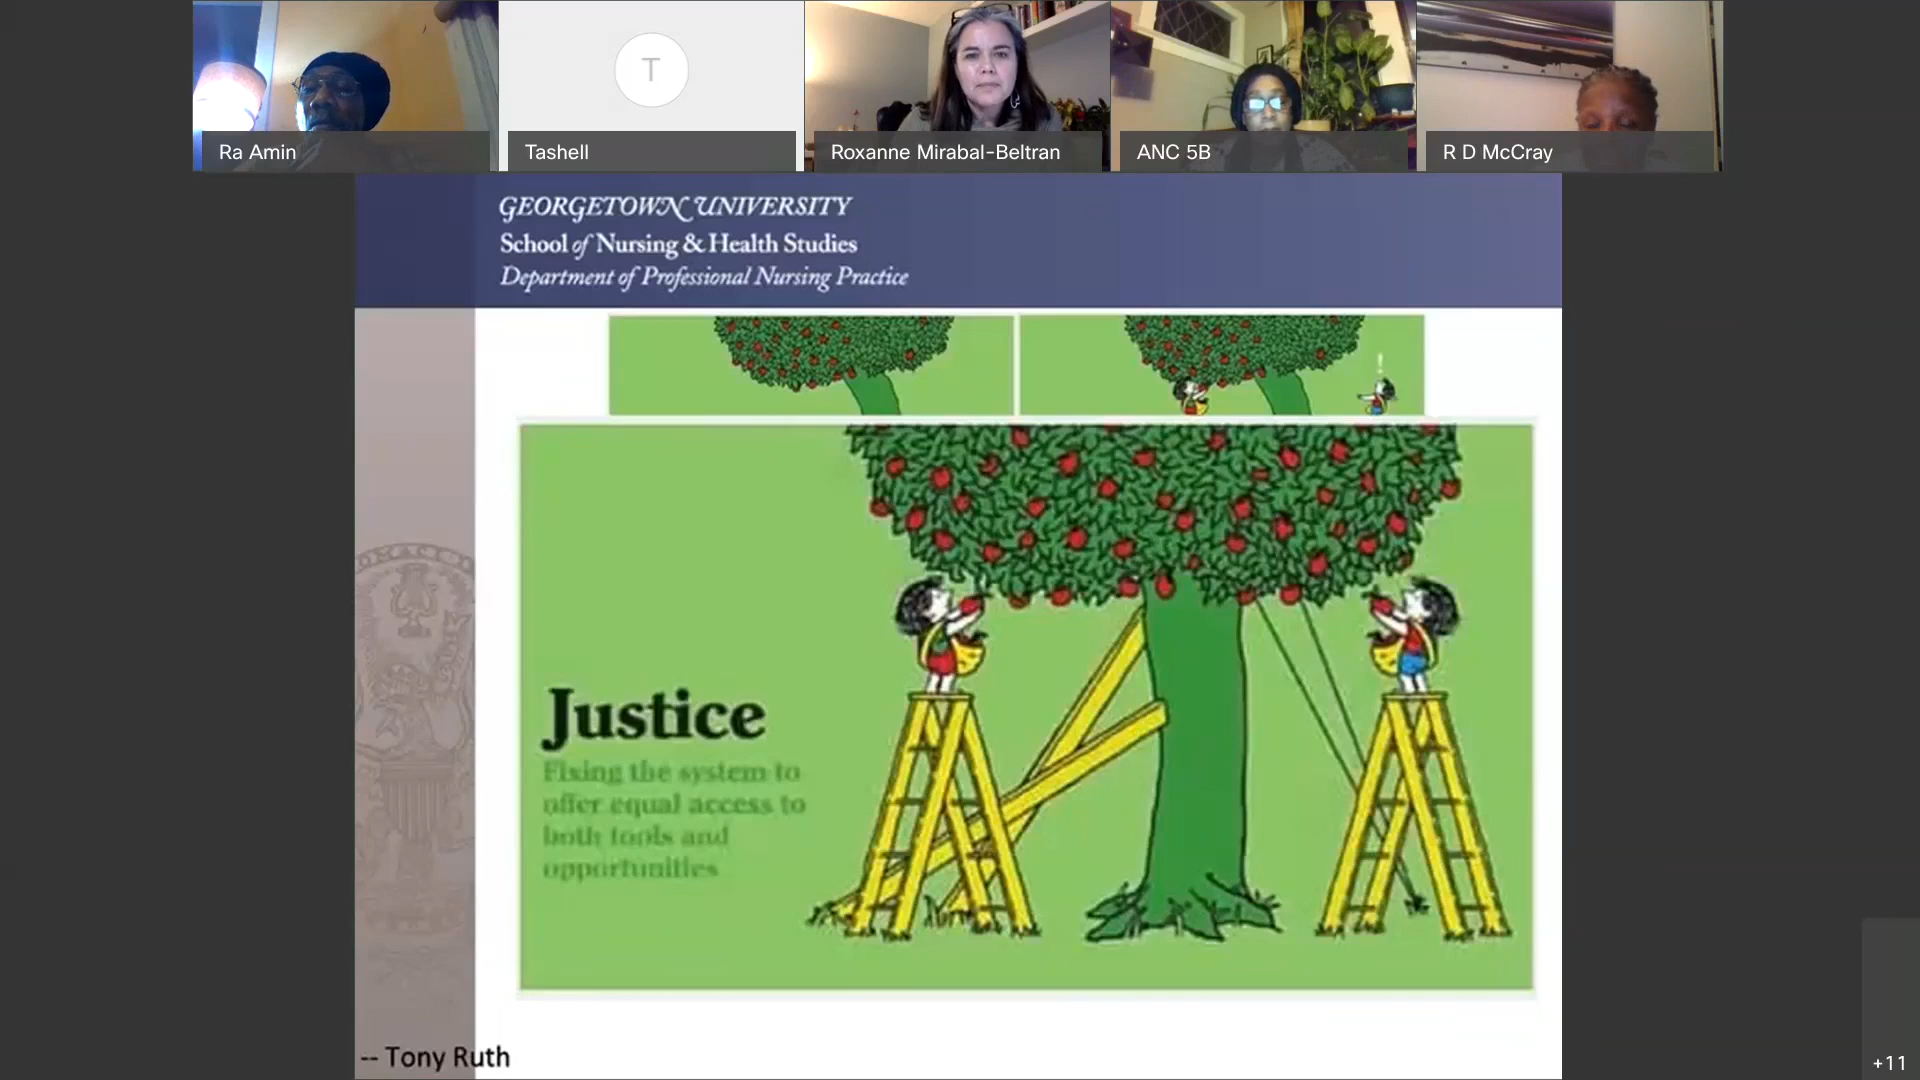 Ra Amin
T
Tashell
Roxanne Mirabal-Beltran
ANC 5B
R D McCray
GEORGETOWN UNIVERSITY
School of Nursing & Health Studies
Department of Professional Nursing Practice
!
Justice
Fixing the system to
offer equal access to
both tools and
opportunities
-- Tony Ruth
+11